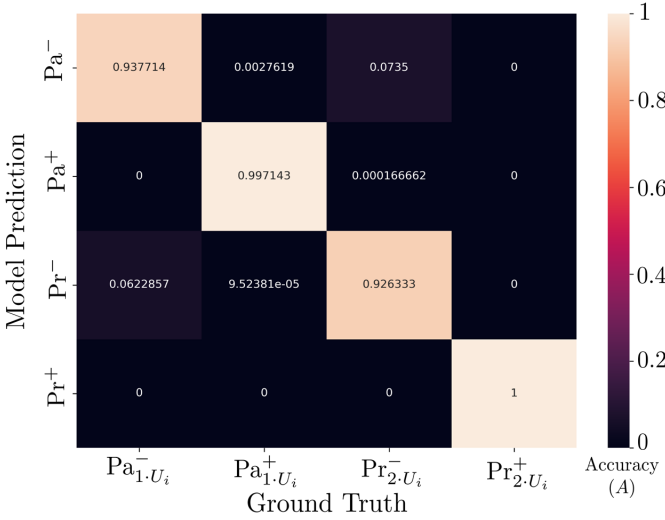 Model Prediction
Pa⁻
Pa⁺
Pr⁻
Pr⁺
0.937714 0.0027619 0.0735 0
0 0.997143 0.000166662 0
0.0622857 9.52381e-05 0.926333 0
0 0 0 1
Pa⁻₁.Uᵢ Pa⁺₁.Uᵢ Pr⁻₂.Uᵢ Pr⁺₂.Uᵢ
Ground Truth
1
0.8
0.6
0.4
0.2
0
Accuracy
(A)